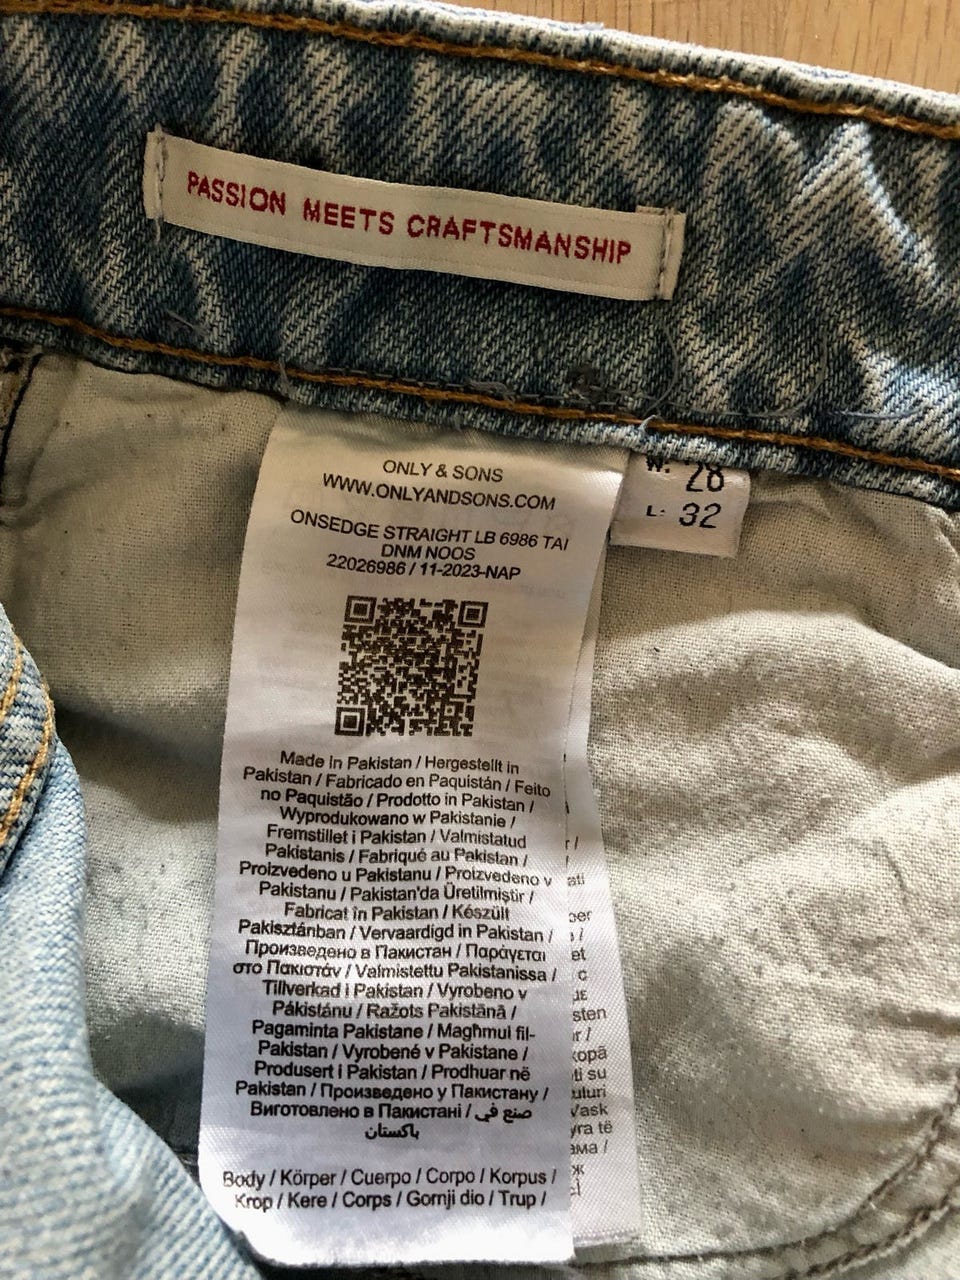 PASSION MEETS CRAFTSMANSHIP
ONLY & SONS
WWW.ONLYANDSONS.COM
ONSEDGE STRAIGHT LB 6986 TAI
DNM NOOS
22026986 / 11-2023-NAP
W: 28
L: 32
Made in Pakistan / Hergestellt in
Pakistan / Fabricado en Paquistán / Feito
no Paquistão / Prodotto in Pakistan /
Wyprodukowano w Pakistanie /
Fremstillet i Pakistan / Valmistatud
Pakistanis / Fabriqué au Pakistan /
Proizvedeno u Pakistanu / Proizvedeno v
Pakistanu / Pakistan'da Üretilmiştir /
Fabricat în Pakistan / Készült
Pakisztánban / Vervaardigd in Pakistan /
Произведено в Пакистан / Παράγεται
στο Πακιστάν / Valmistettu Pakistanissa /
Tillverkad i Pakistan / Vyrobeno v
Pákistánu / Ražots Pakistānā /
Pagaminta Pakistane / Magħmul fil-
Pakistan / Vyrobené v Pakistane /
Produsert i Pakistan / Prodhuar në
Pakistan / Произведено у Пакистану /
Виготовлено в Пакистані / صنع في
باكستان
Body / Körper / Cuerpo / Corpo / Korpus /
Krop / Kere / Corps / Gornji dio / Trup /